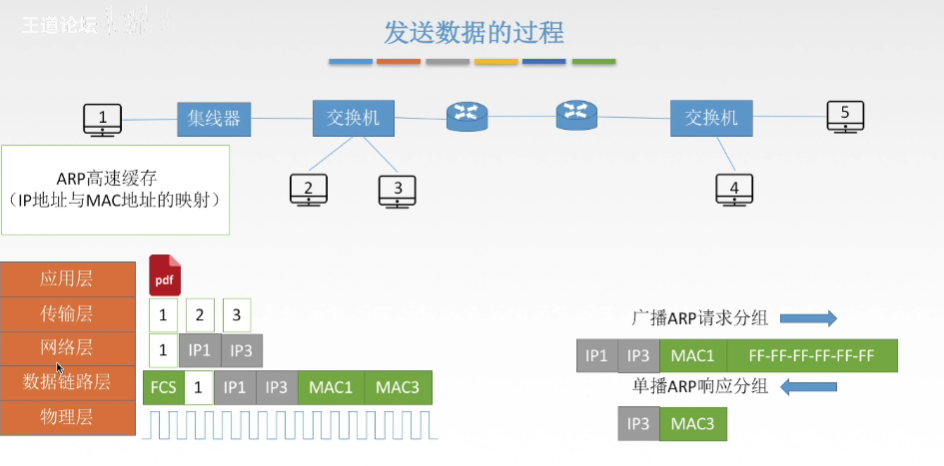 王道论坛
发送数据的过程
1
集线器
交换机
交换机
5
2
3
4
ARP高速缓存
（IP地址与MAC地址的映射）
应用层
pdf
传输层
1 2 3
网络层
1 IP1 IP3
数据链路层
FCS 1 IP1 IP3 MAC1 MAC3
物理层
广播ARP请求分组
IP1 IP3 MAC1 FF-FF-FF-FF-FF-FF
单播ARP响应分组
IP3 MAC3